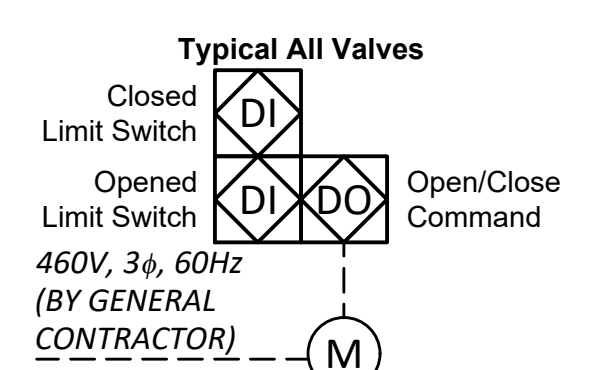 Typical All Valves
Closed
Limit Switch
DI
Opened
Limit Switch
DI
DO
Open/Close
Command
460V, 3ϕ, 60Hz
(BY GENERAL
CONTRACTOR)
M